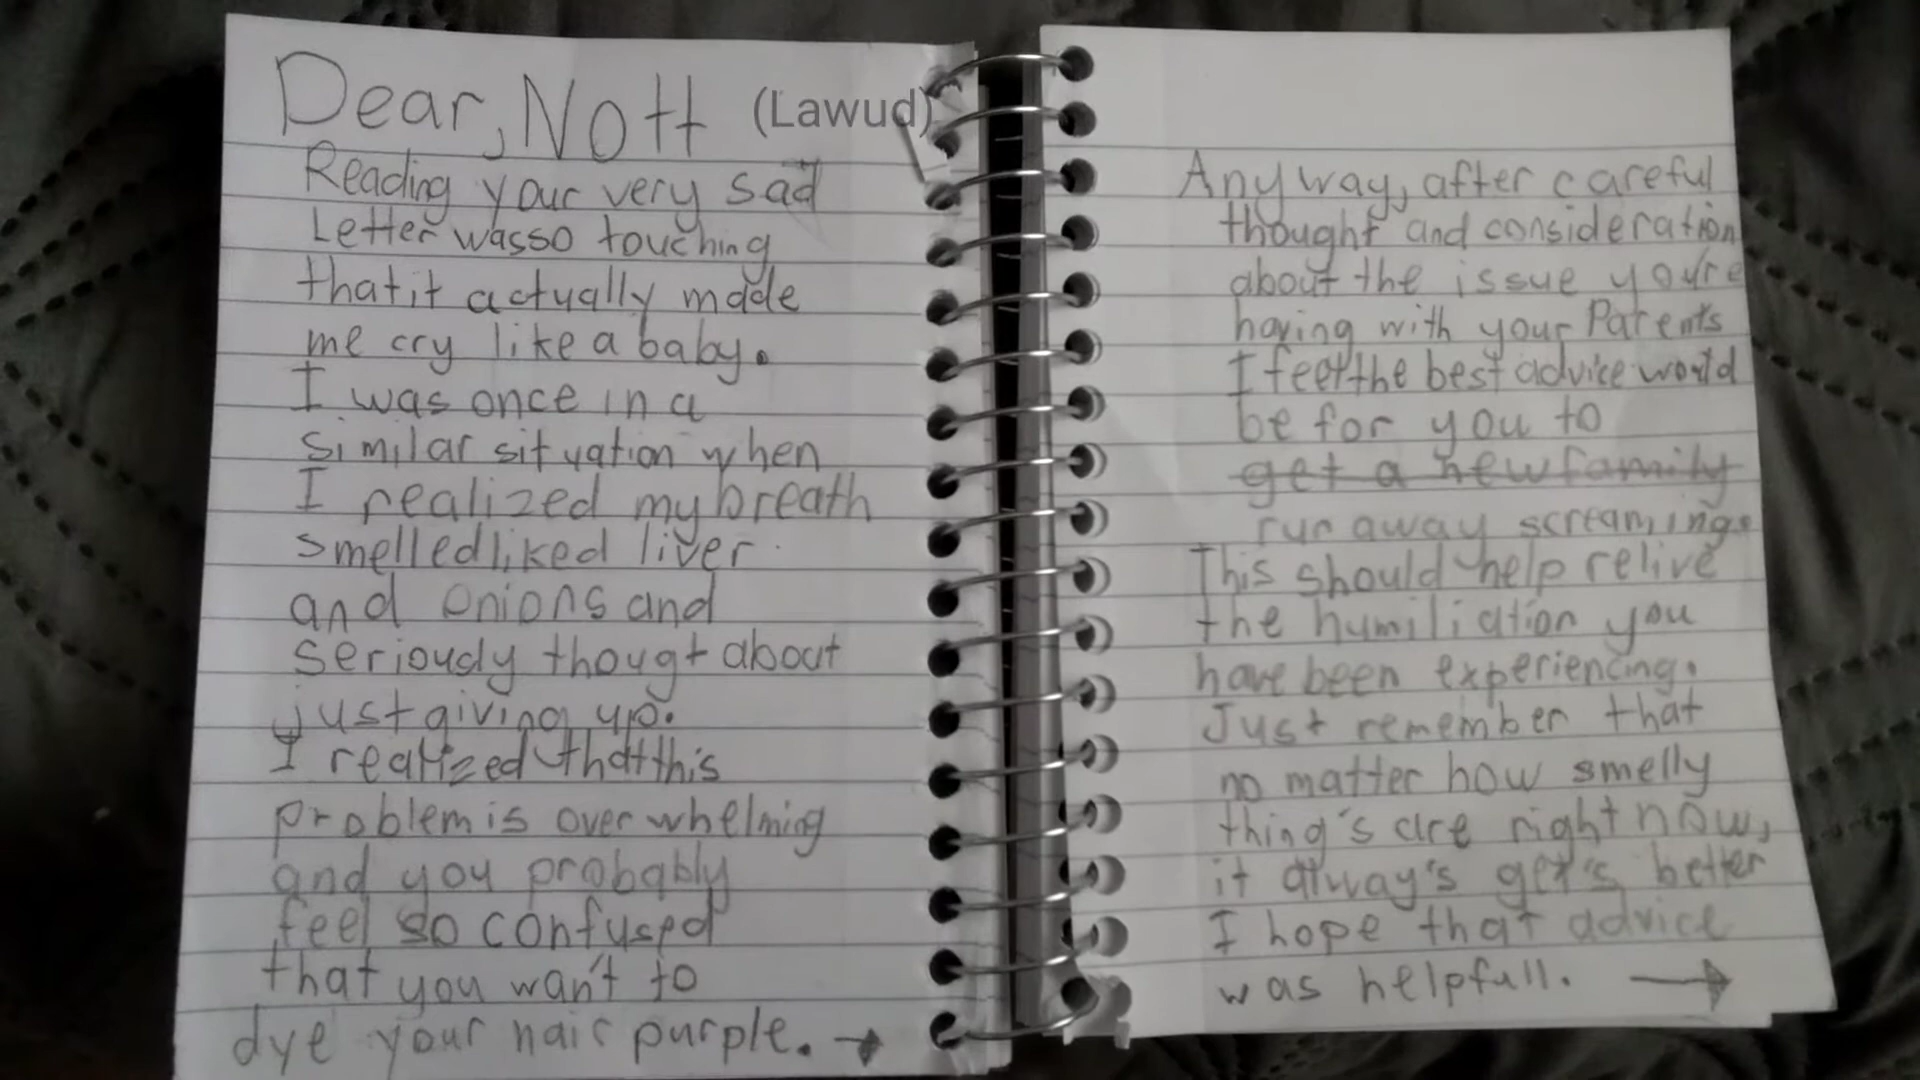 Dear, Nott (Lawud)
Reading your very sad
Letter wasso touching
that it actually made
me cry like a baby.
I was once in a
similar situation when
I realized my breath
smelled liked liver
and onions and
seriously thougt about
just giving up.
I realized that this
problem is overwhelming
and you probably
feel so confused
that you wan't to
dye your hair purple. →
Anyway, after careful
thought and consideration
about the issue you're
having with your Parents
I feel the best advice would
be for you to
get a new family
run away screaming.
This should help relive
the humiliation you
have been experiencing.
Just remember that
no matter how smelly
thing's are right now,
it alway's get's better
I hope that advice
was helpfull. →